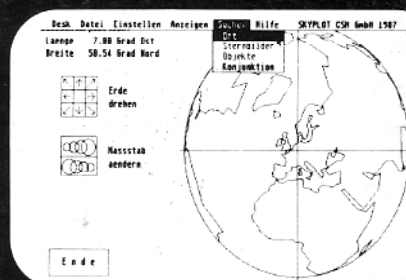 Desk Datei Einstellen Anzeigen Suchen Hilfe SKYPLOT CSH GmbH 1987
Laenge 7.00 Grad Ost
Breite 50.54 Grad Nord
Ort
Sternbilder
Objekte
Konjunktion
Erde
drehen
Massstab
aendern
Ende